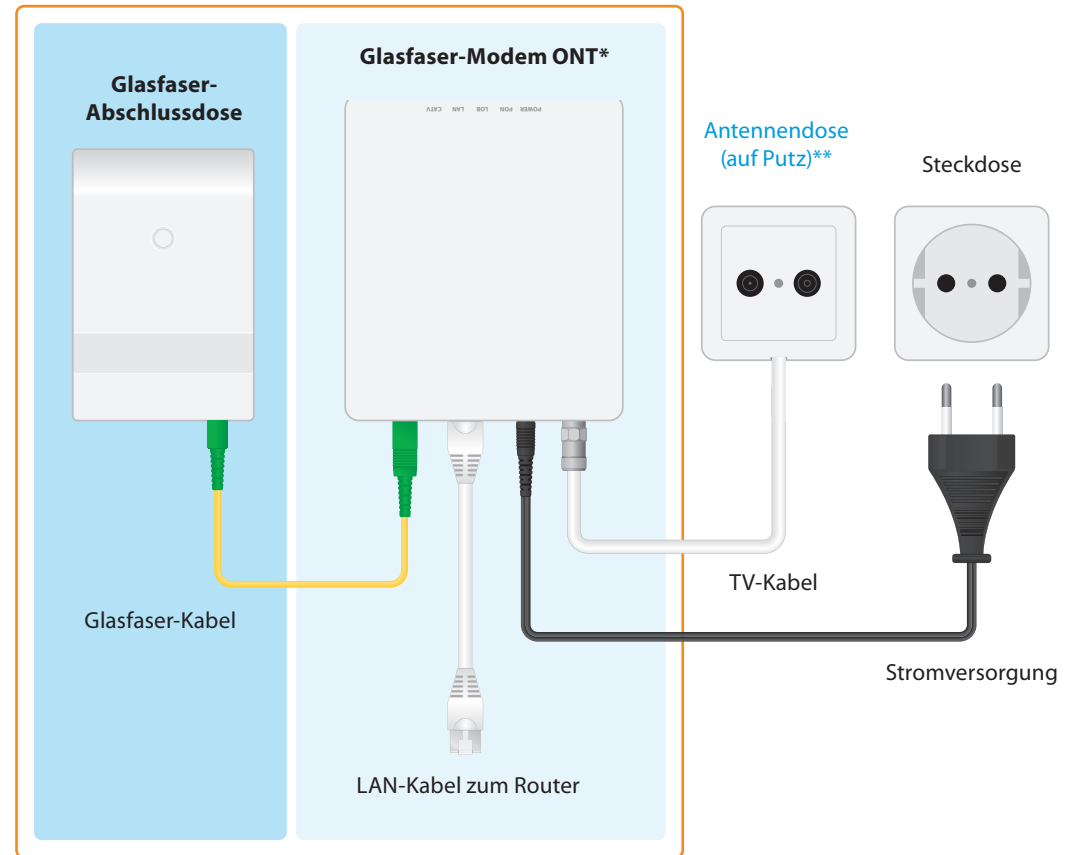 Glasfaser-Modem ONT*
Glasfaser-
Abschlussdose
CATV LAN LOB PON POWER
Antennendose
(auf Putz)**
Steckdose
TV-Kabel
Glasfaser-Kabel
Stromversorgung
LAN-Kabel zum Router